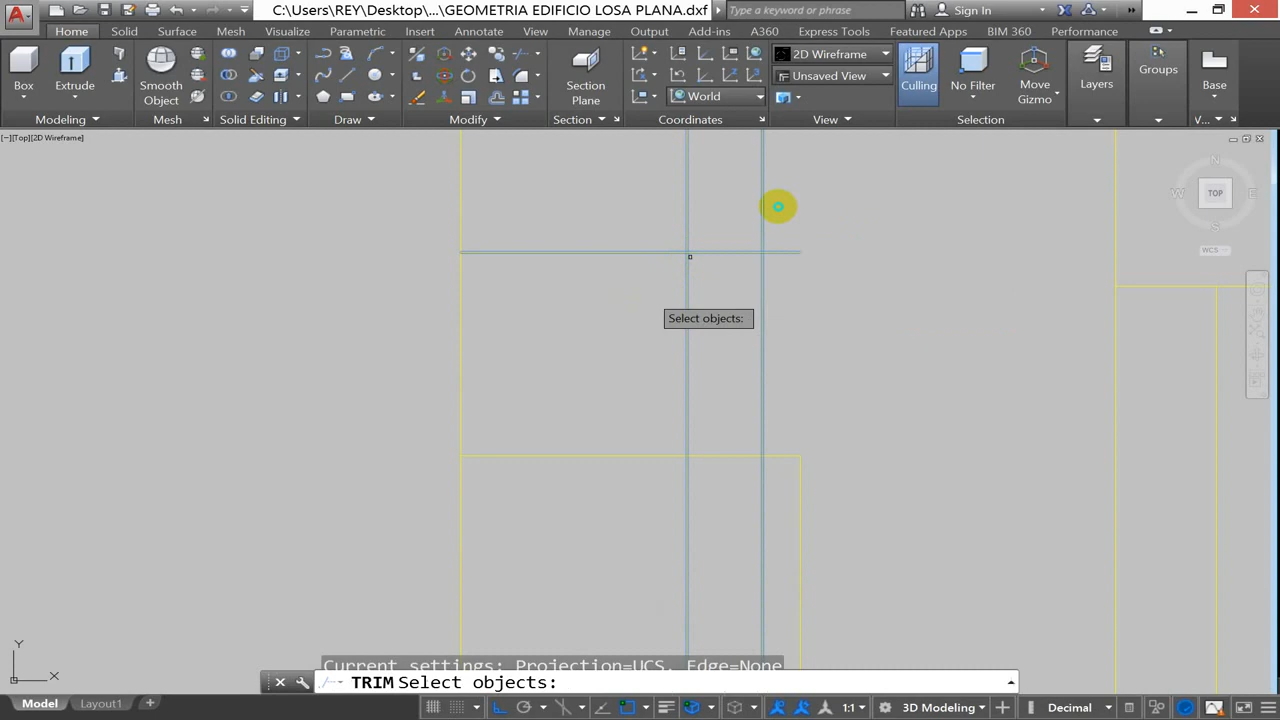 C:\Users\REY\Desktop\...\GEOMETRIA EDIFICIO LOSA PLANA.dxf
Type a keyword or phrase
Sign In
Home Solid Surface Mesh Visualize Parametric Insert Annotate View Manage Output Add-ins A360 Express Tools Featured Apps BIM 360 Performance
Box
Extrude
Smooth
Object
Section
Plane
World
2D Wireframe
Unsaved View
Culling
No Filter
Move
Gizmo
Layers
Groups
Base
Modeling Mesh Solid Editing Draw Modify Section Coordinates View Selection V...
[−][Top][2D Wireframe]
N
W TOP E
S
WCS
Select objects:
Y
X
Current settings: Projection=UCS, Edge=None
TRIM Select objects:
Model Layout1 + 1:1 3D Modeling Decimal